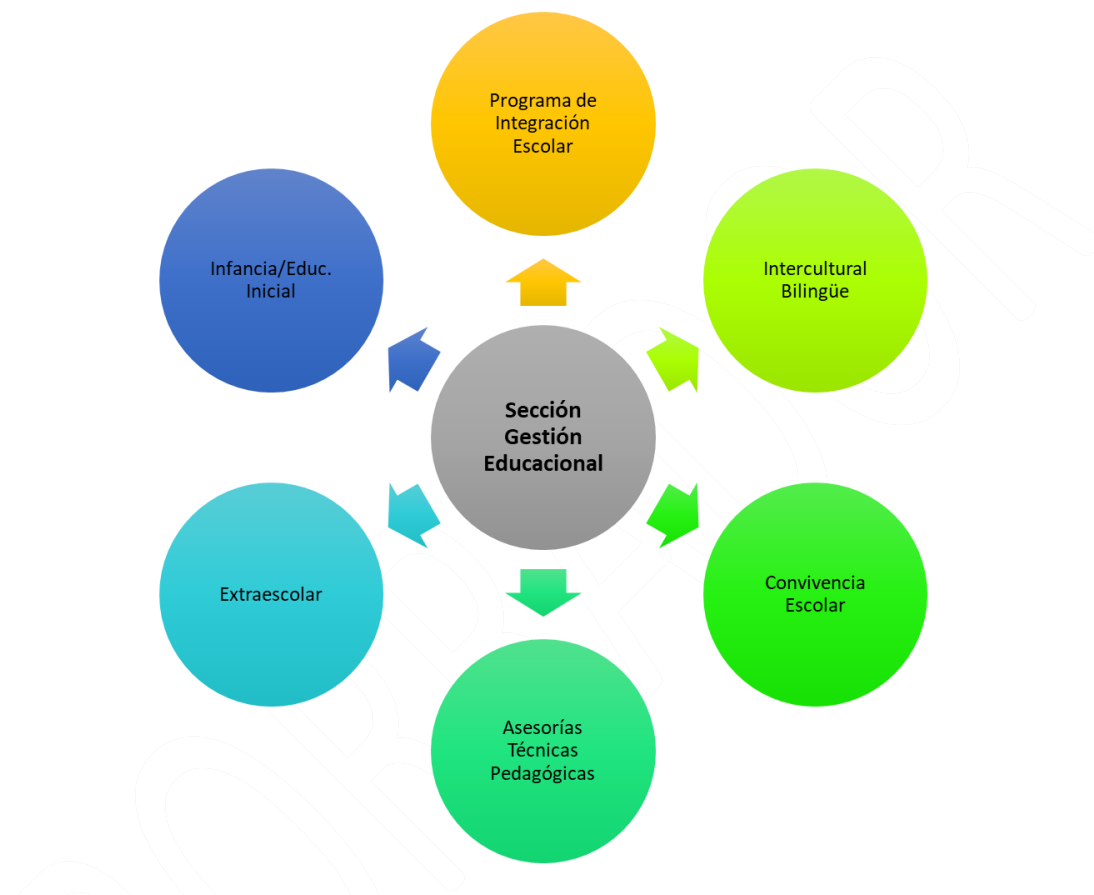 Programa de
Integración
Escolar
Infancia/Educ.
Inicial
Intercultural
Bilingüe
Sección
Gestión
Educacional
Extraescolar
Convivencia
Escolar
Asesorías
Técnicas
Pedagógicas